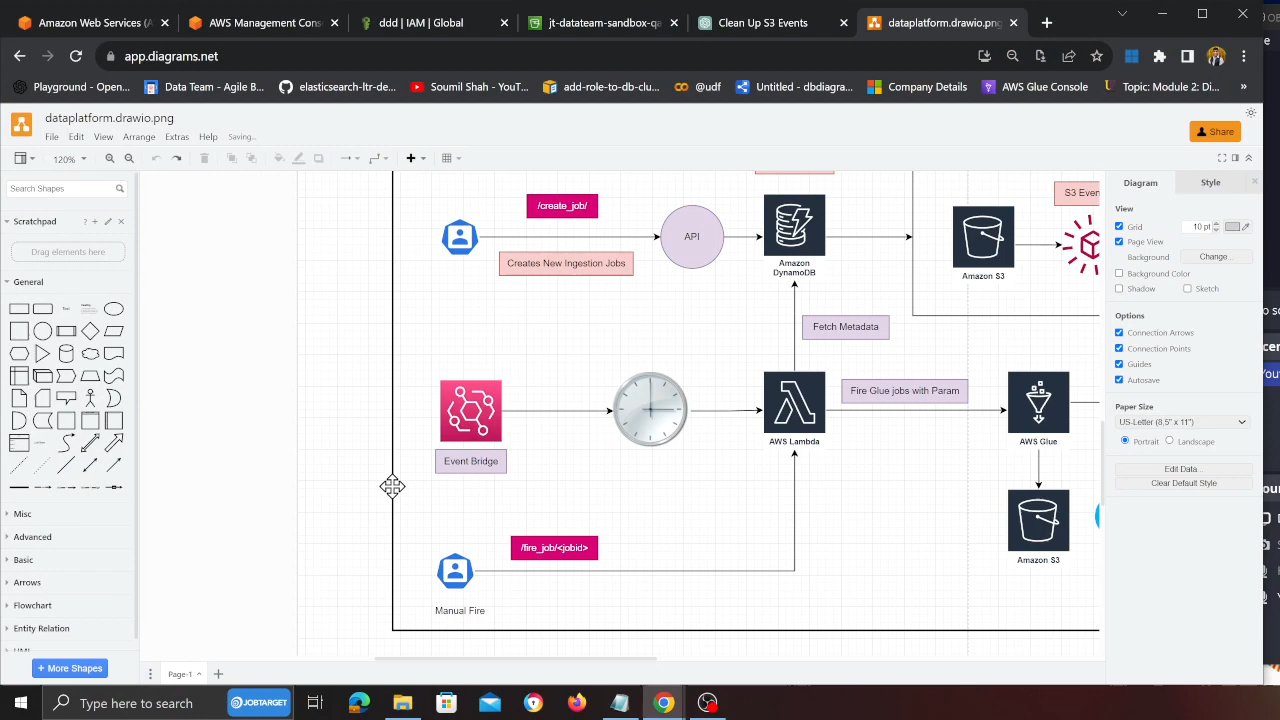 Amazon Web Services (A
AWS Management Cons
ddd | IAM | Global
jt-datateam-sandbox-qa
Clean Up S3 Events
dataplatform.drawio.png
app.diagrams.net
Playground - Open...
Data Team - Agile B...
elasticsearch-ltr-de...
Soumil Shah - YouT...
add-role-to-db-clu...
@udf
Untitled - dbdiagra...
Company Details
AWS Glue Console
Topic: Module 2: Di...
»
dataplatform.drawio.png
File Edit View Arrange Extras Help Saving...
Share
120%
Search Shapes
Scratchpad
Drag elements here
General
Text
Misc
Advanced
Basic
Arrows
Flowchart
Entity Relation
+ More Shapes
/create_job/
API
Creates New Ingestion Jobs
Amazon
DynamoDB
S3 Even
Amazon S3
Fetch Metadata
Fire Glue jobs with Param
AWS Lambda
AWS Glue
Event Bridge
/fire_job/<jobid>
Manual Fire
Amazon S3
Diagram
Style
View
Grid
10 pt
Page View
Background
Change...
Background Color
Shadow
Sketch
Options
Connection Arrows
Connection Points
Guides
Autosave
Paper Size
US-Letter (8,5" x 11")
Portrait
Landscape
Edit Data...
Clear Default Style
Page-1
Type here to search
JOBTARGET